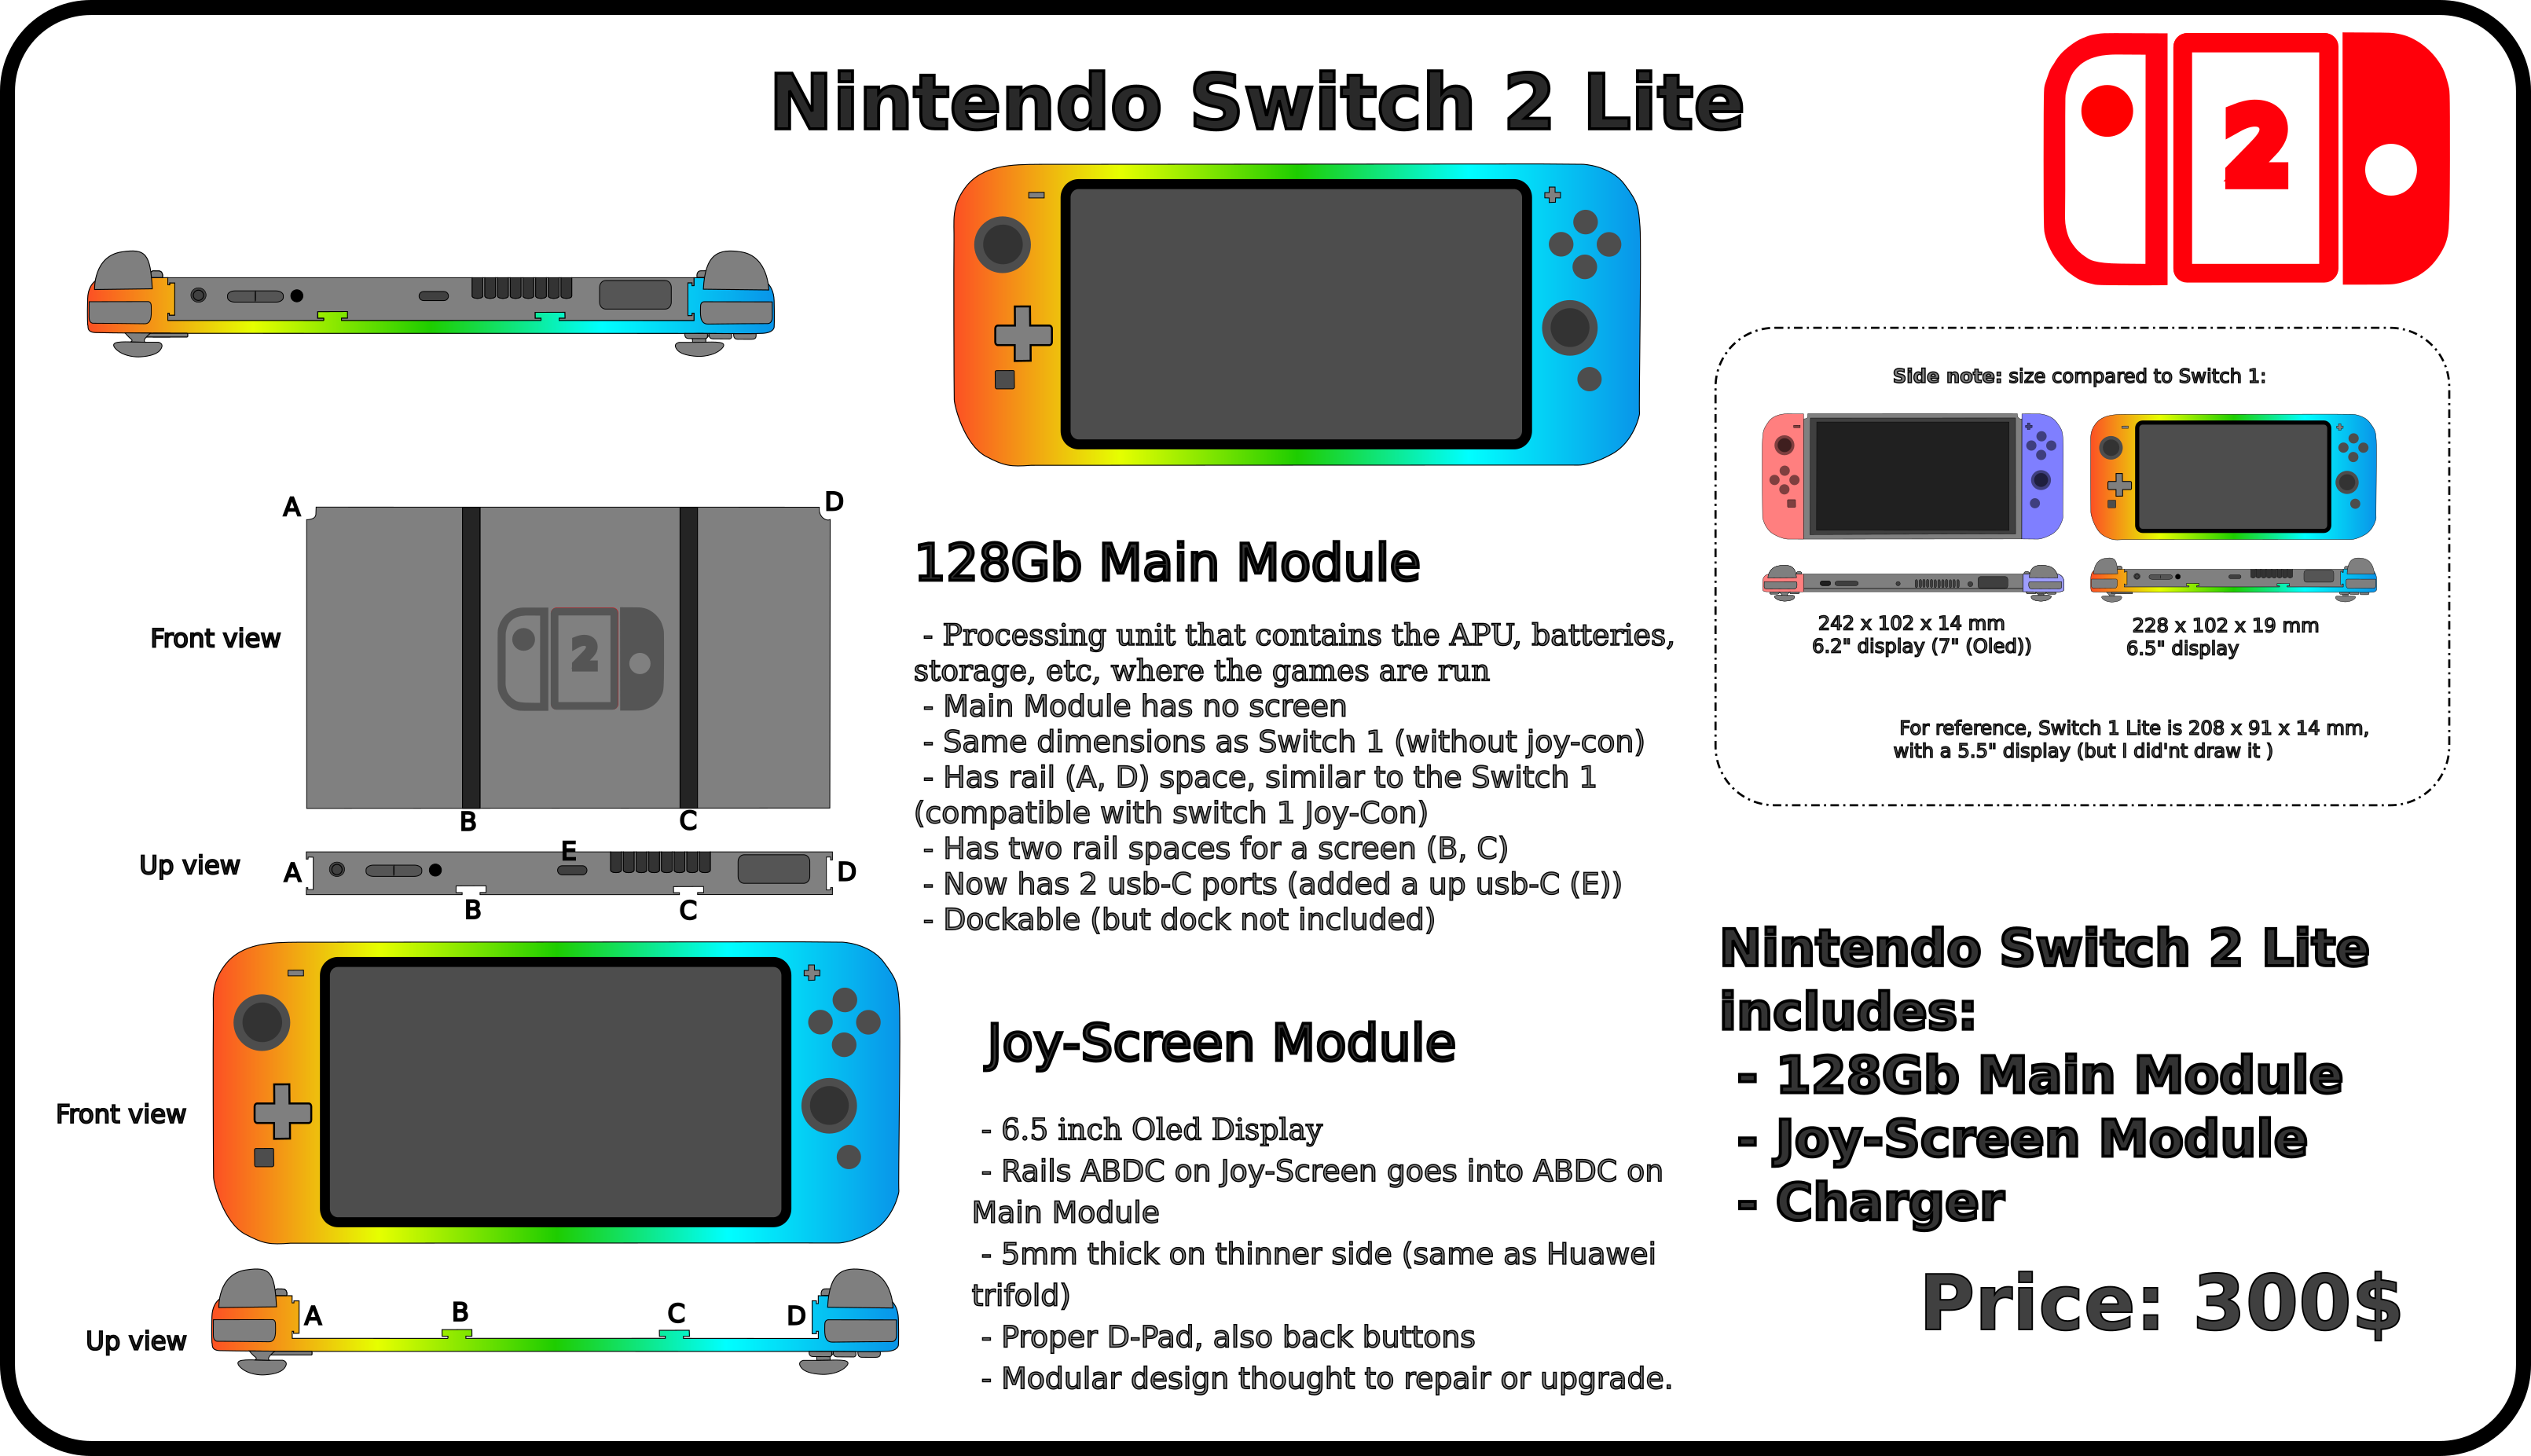 Nintendo Switch 2 Lite
2
Side note: size compared to Switch 1:
242 x 102 x 14 mm
6.2" display (7" (Oled))
228 x 102 x 19 mm
6.5" display
For reference, Switch 1 Lite is 208 x 91 x 14 mm,
with a 5.5" display (but I did'nt draw it )
A
D
Front view
2
B
C
Up view
A
E
D
B
C
128Gb Main Module
- Processing unit that contains the APU, batteries,
storage, etc, where the games are run
- Main Module has no screen
- Same dimensions as Switch 1 (without joy-con)
- Has rail (A, D) space, similar to the Switch 1
(compatible with switch 1 Joy-Con)
- Has two rail spaces for a screen (B, C)
- Now has 2 usb-C ports (added a up usb-C (E))
- Dockable (but dock not included)
Front view
Up view
A
B
C
D
Joy-Screen Module
- 6.5 inch Oled Display
- Rails ABDC on Joy-Screen goes into ABDC on
Main Module
- 5mm thick on thinner side (same as Huawei
trifold)
- Proper D-Pad, also back buttons
- Modular design thought to repair or upgrade.
Nintendo Switch 2 Lite
includes:
- 128Gb Main Module
- Joy-Screen Module
- Charger
Price: 300$